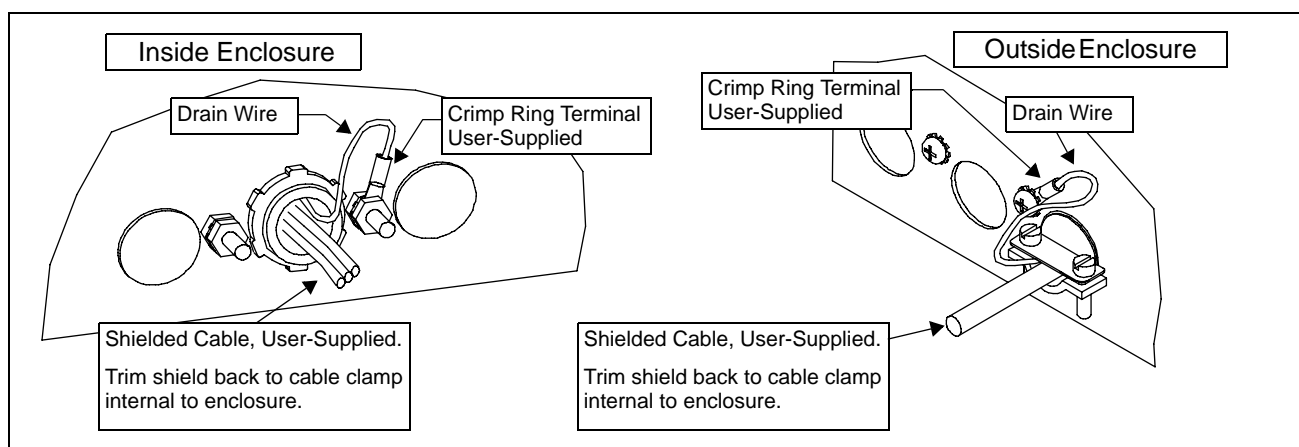 Inside Enclosure
Drain Wire
Crimp Ring Terminal
User-Supplied
Shielded Cable, User-Supplied.
Trim shield back to cable clamp
internal to enclosure.
Outside Enclosure
Crimp Ring Terminal
User-Supplied
Drain Wire
Shielded Cable, User-Supplied.
Trim shield back to cable clamp
internal to enclosure.